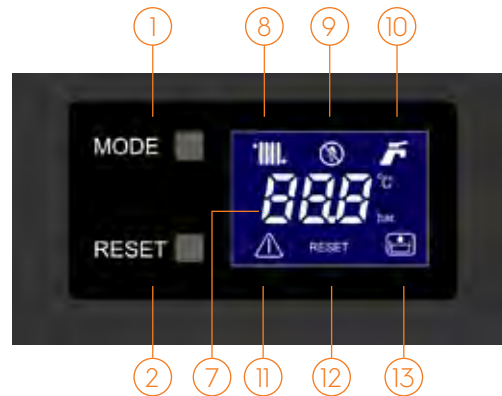 1 8 9 10
MODE
888 °C
bar
RESET RESET
2 7 11 12 13